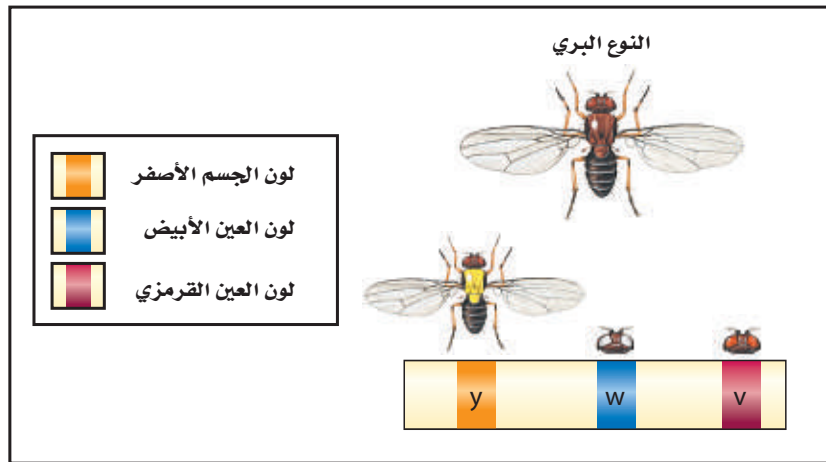 النوع البري
لون الجسم الأصفر
لون العين الأبيض
لون العين القرمزي
y w v